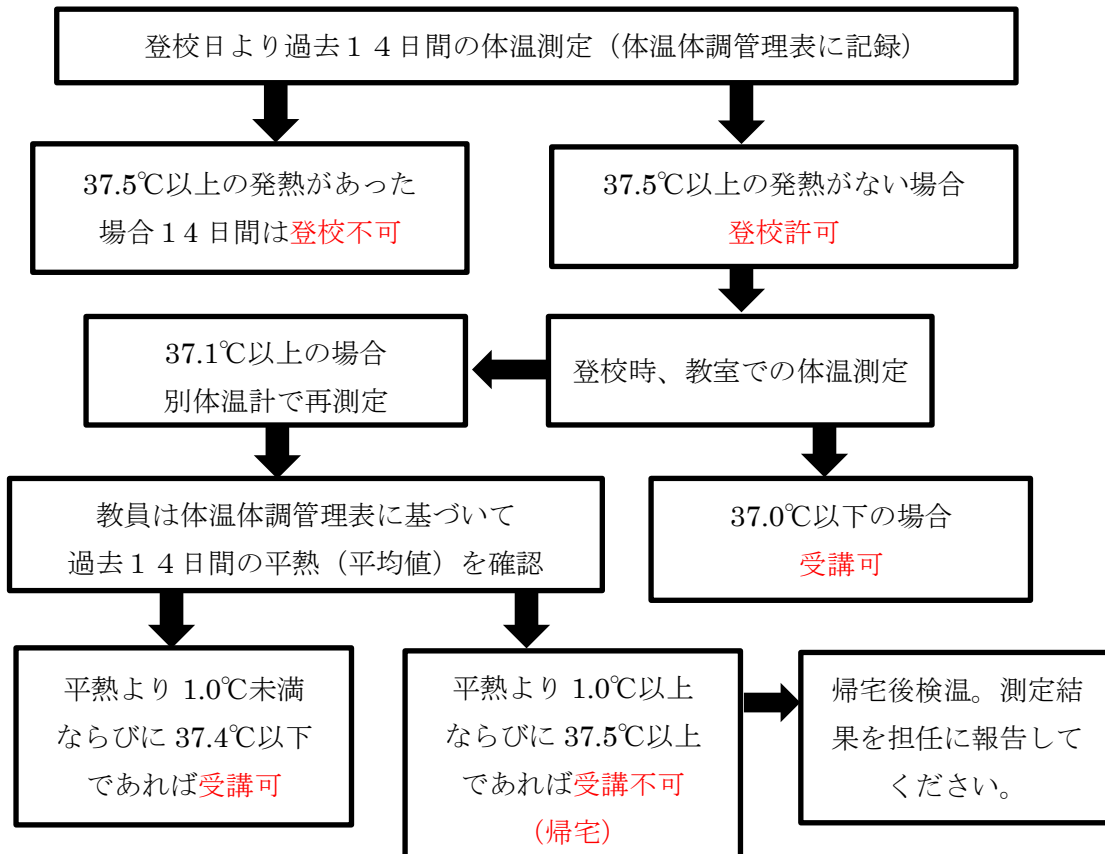 登校日より過去１４日間の体温測定（体温体調管理表に記録）
37.5℃以上の発熱があった
場合１４日間は登校不可
37.5℃以上の発熱がない場合
登校許可
37.1℃以上の場合
別体温計で再測定
登校時、教室での体温測定
教員は体温体調管理表に基づいて
過去１４日間の平熱（平均値）を確認
37.0℃以下の場合
受講可
平熱より 1.0℃未満
ならびに 37.4℃以下
であれば受講可
平熱より 1.0℃以上
ならびに 37.5℃以上
であれば受講不可
（帰宅）
帰宅後検温。測定結
果を担任に報告して
ください。